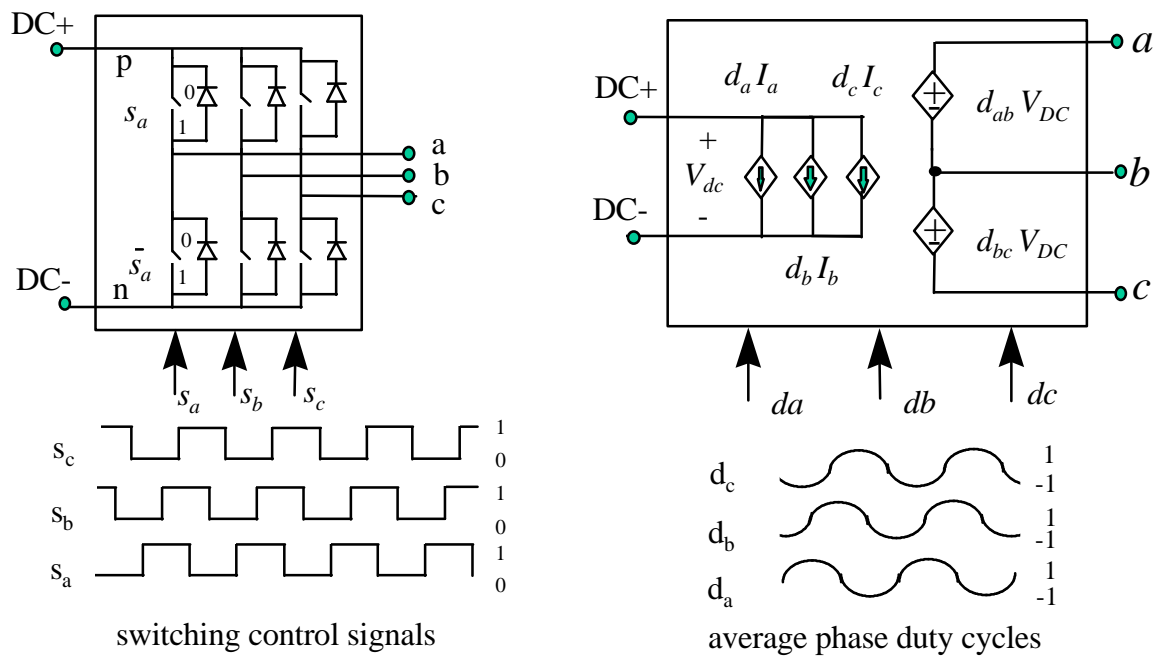 DC+
p
0
s_a
1
a
b
c
0
s̄_a
1
DC-
n
s_a s_b s_c
s_c 1 0
s_b 1 0
s_a 1 0
switching control signals
a
d_a I_a d_c I_c
DC+
d_ab V_DC
+
V_dc
-
b
DC-
d_b I_b
d_bc V_DC
c
da db dc
d_c 1 -1
d_b 1 -1
d_a 1 -1
average phase duty cycles